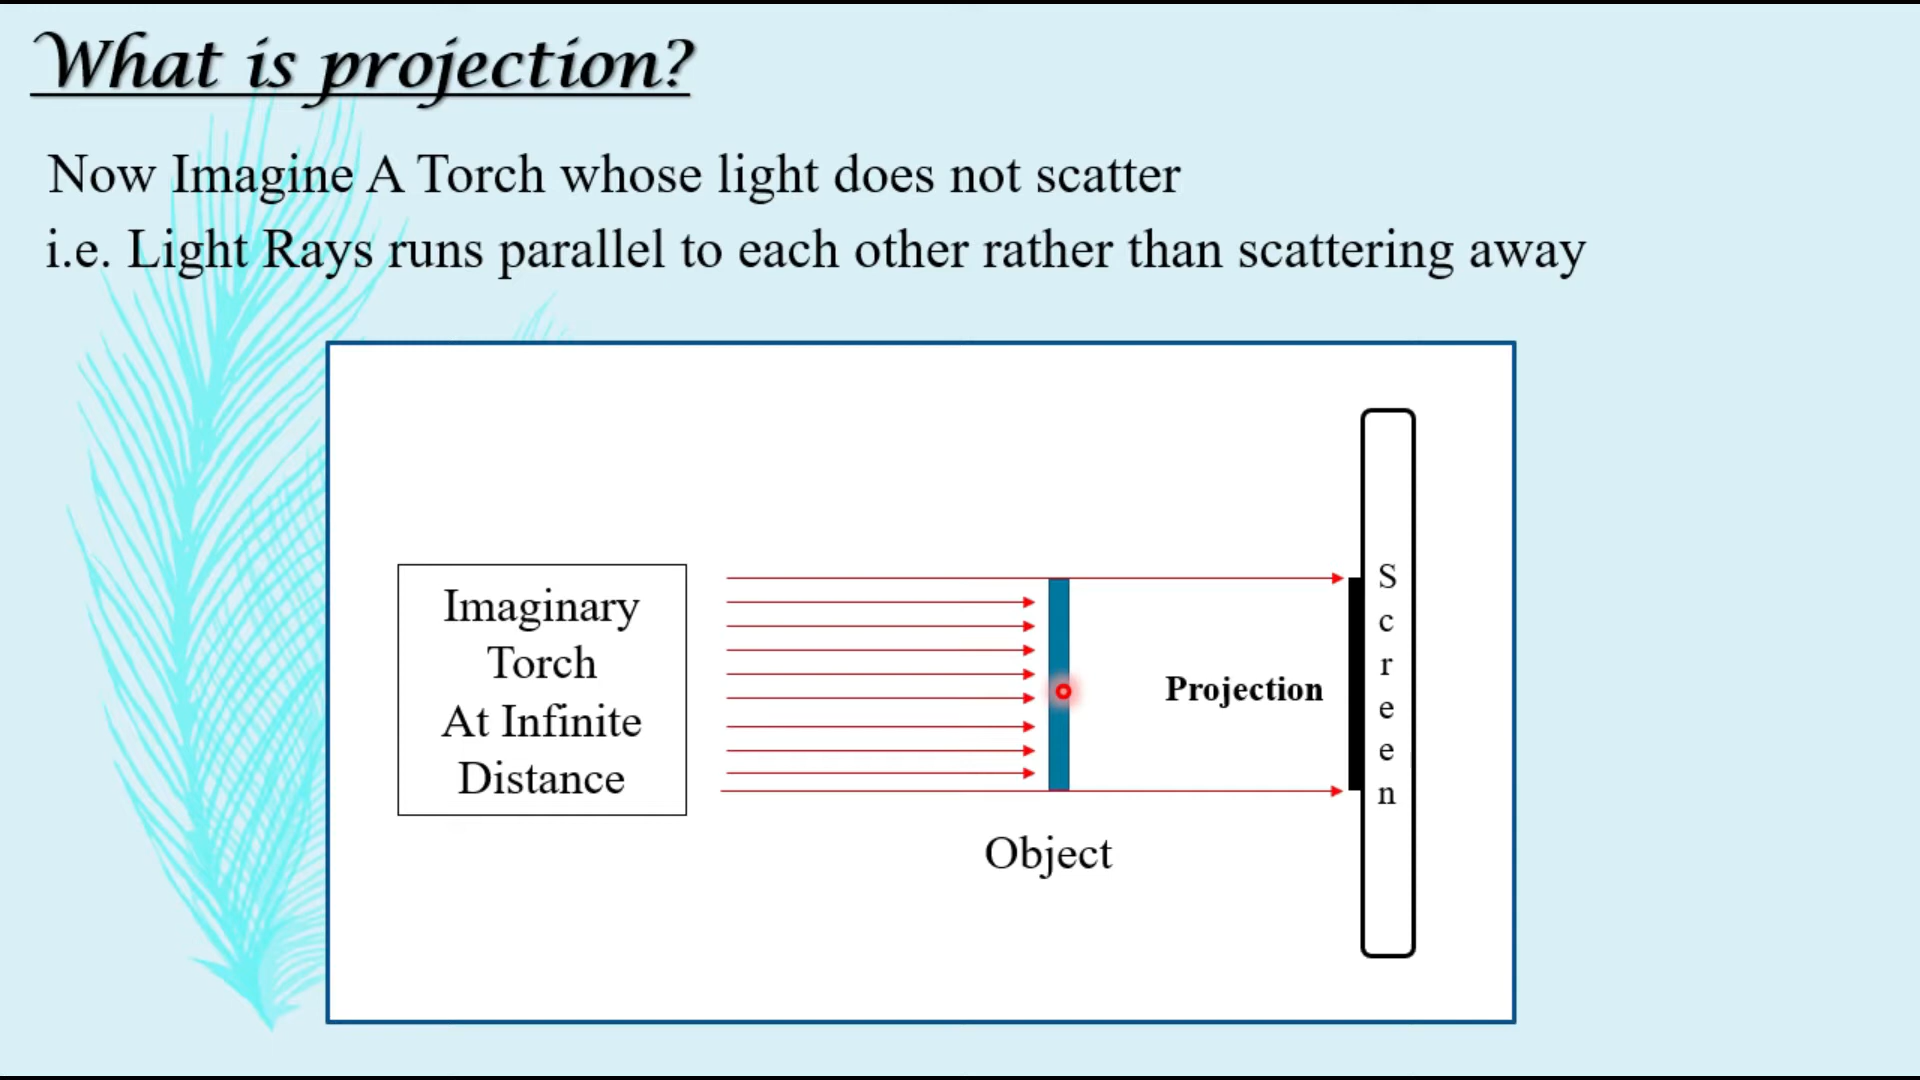 What is projection?
Now Imagine A Torch whose light does not scatter
i.e. Light Rays runs parallel to each other rather than scattering away
Imaginary
Torch
At Infinite
Distance
Object
Projection
S
c
r
e
e
n